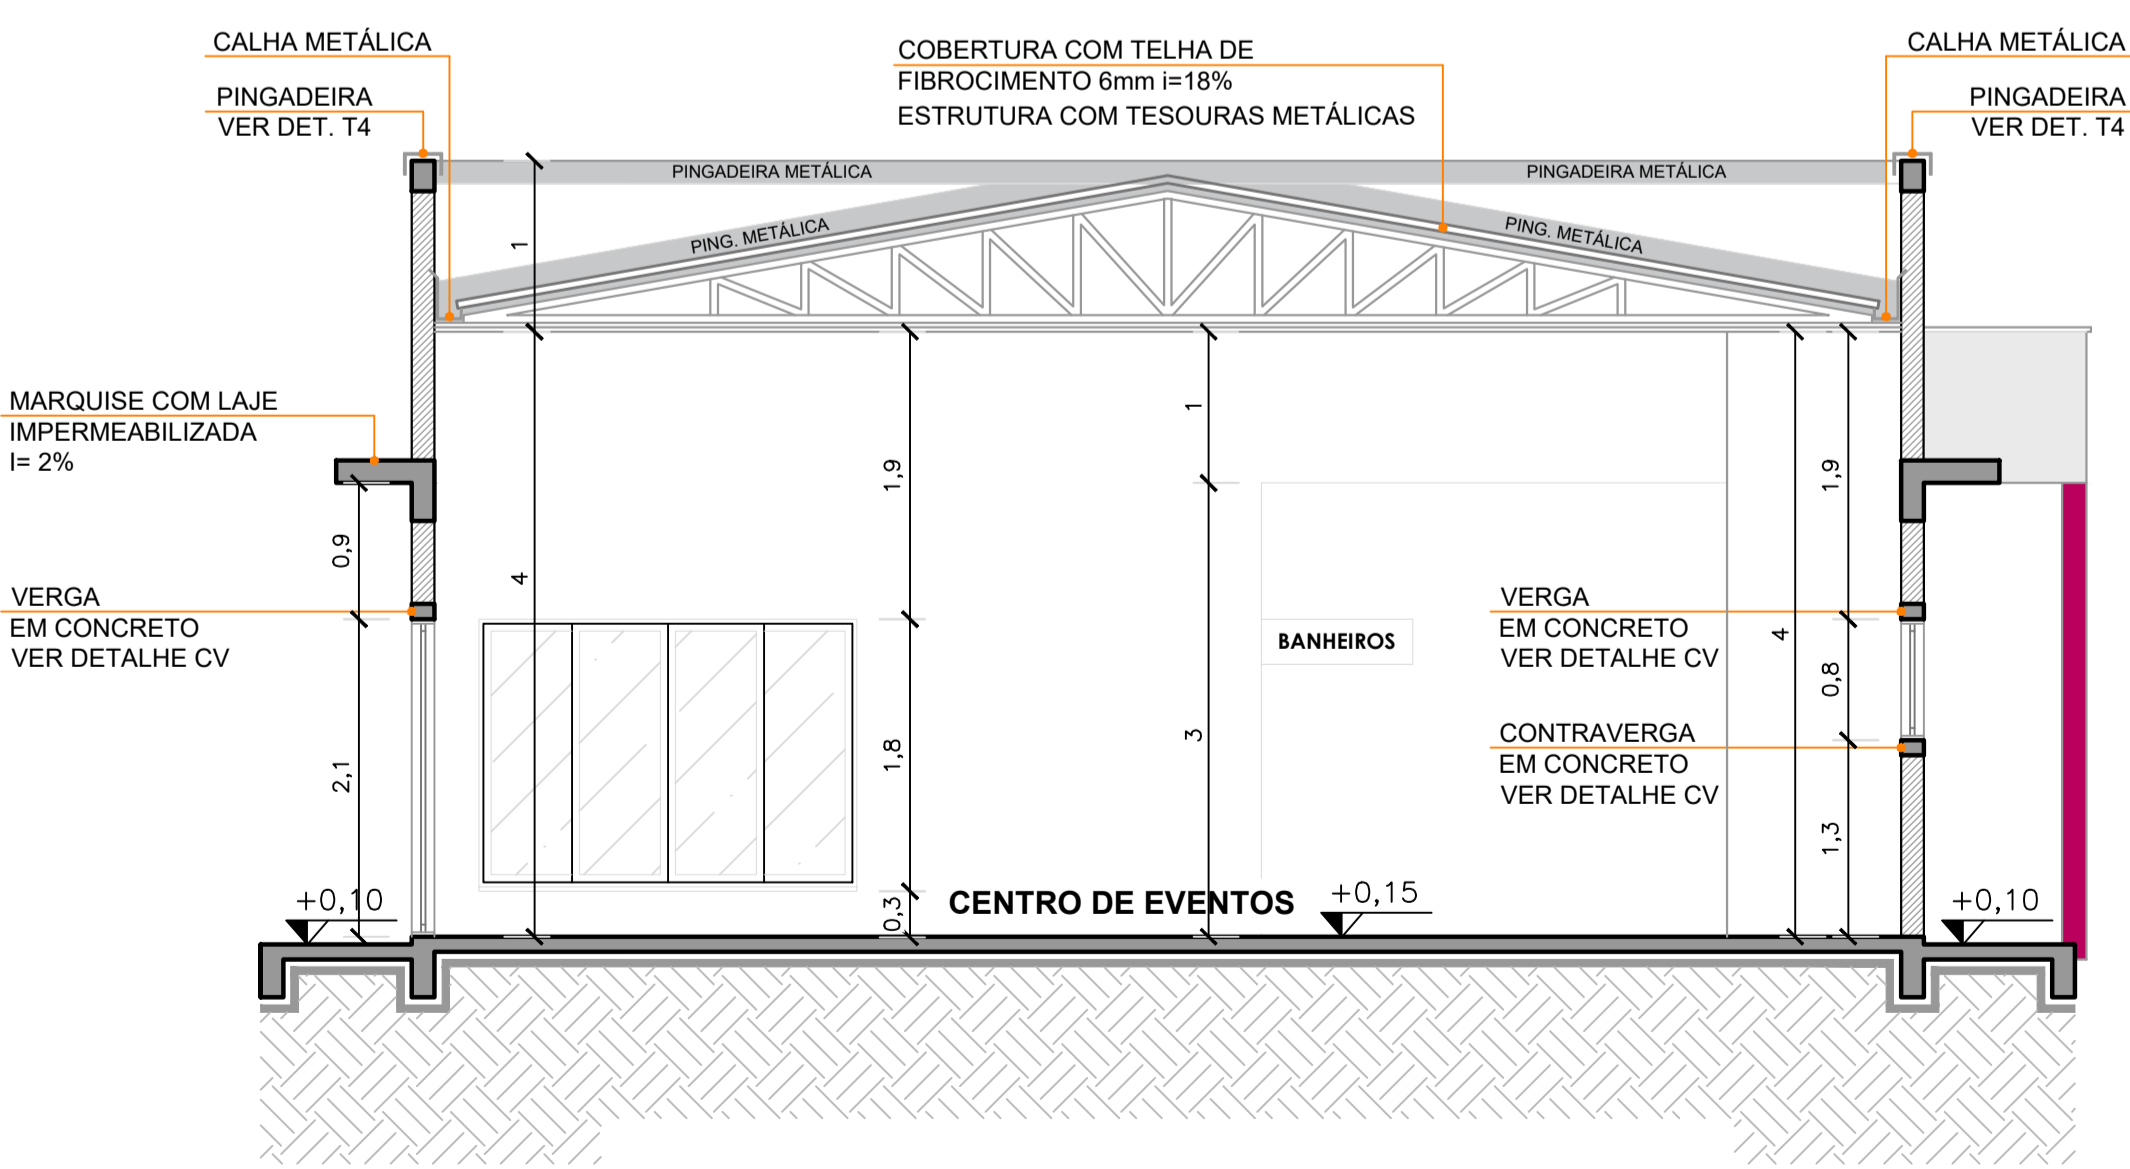 CALHA METÁLICA
PINGADEIRA
VER DET. T4
COBERTURA COM TELHA DE
FIBROCIMENTO 6mm i=18%
ESTRUTURA COM TESOURAS METÁLICAS
CALHA METÁLICA
PINGADEIRA
VER DET. T4
PINGADEIRA METÁLICA
PINGADEIRA METÁLICA
PING. METÁLICA
PING. METÁLICA
1
MARQUISE COM LAJE
IMPERMEABILIZADA
I= 2%
1
1,9
1,9
0,9
4
VERGA
EM CONCRETO
VER DETALHE CV
BANHEIROS
VERGA
EM CONCRETO
VER DETALHE CV
4
0,8
2,1
1,8
3
CONTRAVERGA
EM CONCRETO
VER DETALHE CV
1,3
+0,10
0,3
CENTRO DE EVENTOS
+0,15
+0,10